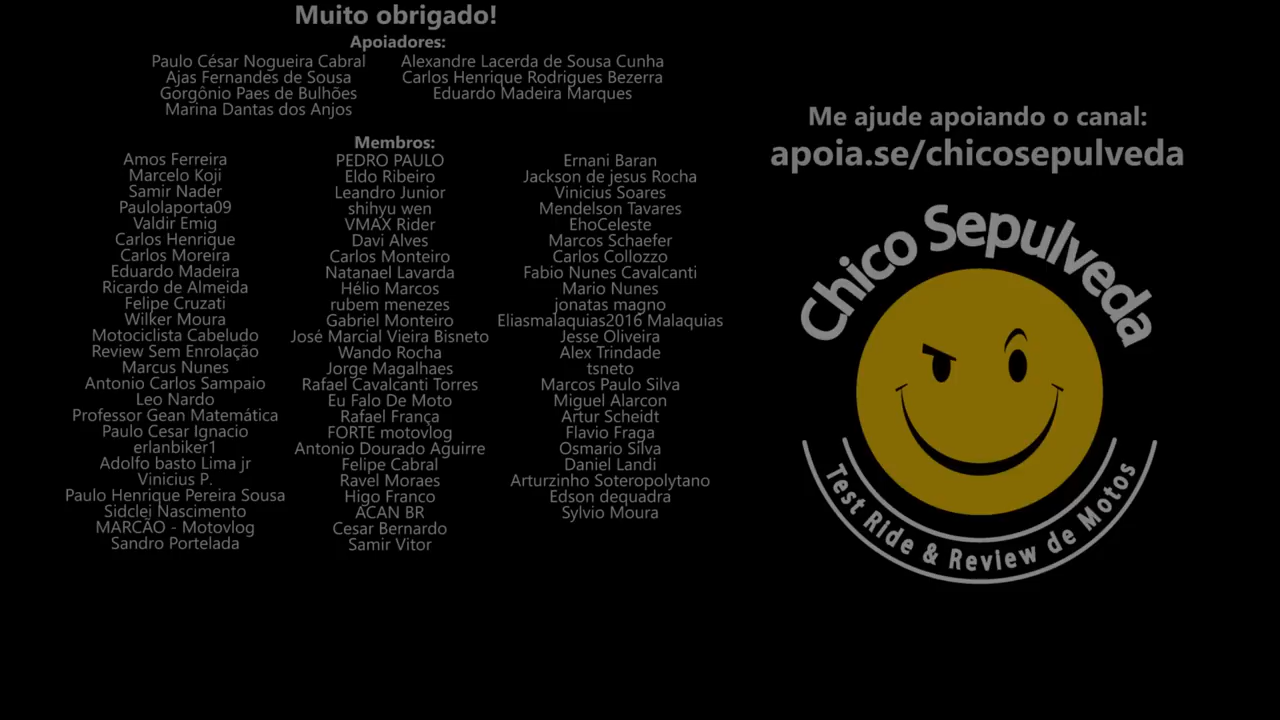 Muito obrigado!
Apoiadores:
Paulo César Nogueira Cabral
Ajas Fernandes de Sousa
Gorgônio Paes de Bulhões
Marina Dantas dos Anjos
Alexandre Lacerda de Sousa Cunha
Carlos Henrique Rodrigues Bezerra
Eduardo Madeira Marques
Membros:
Amos Ferreira
Marcelo Koji
Samir Nader
Paulolaporta09
Valdir Emig
Carlos Henrique
Carlos Moreira
Eduardo Madeira
Ricardo de Almeida
Felipe Cruzati
Wilker Moura
Motociclista Cabeludo
Review Sem Enrolação
Marcus Nunes
Antonio Carlos Sampaio
Leo Nardo
Professor Gean Matemática
Paulo Cesar Ignacio
erlanbiker1
Adolfo basto Lima jr
Vinicius P.
Paulo Henrique Pereira Sousa
Sidclei Nascimento
MARCÃO - Motovlog
Sandro Portelada
PEDRO PAULO
Eldo Ribeiro
Leandro Junior
shihyu wen
VMAX Rider
Davi Alves
Carlos Monteiro
Natanael Lavarda
Hélio Marcos
rubem menezes
Gabriel Monteiro
José Marcial Vieira Bisneto
Wando Rocha
Jorge Magalhaes
Rafael Cavalcanti Torres
Eu Falo De Moto
Rafael França
FORTE motovlog
Antonio Dourado Aguirre
Felipe Cabral
Ravel Moraes
Higo Franco
ACAN BR
Cesar Bernardo
Samir Vitor
Ernani Baran
Jackson de jesus Rocha
Vinicius Soares
Mendelson Tavares
EhoCeleste
Marcos Schaefer
Carlos Collozzo
Fabio Nunes Cavalcanti
Mario Nunes
jonatas magno
Eliasmalaquias2016 Malaquias
Jesse Oliveira
Alex Trindade
tsneto
Marcos Paulo Silva
Miguel Alarcon
Artur Scheidt
Flavio Fraga
Osmario Silva
Daniel Landi
Arturzinho Soteropolytano
Edson dequadra
Sylvio Moura
Me ajude apoiando o canal:
apoia.se/chicosepulveda
Chico Sepulveda
Test Ride & Review de Motos